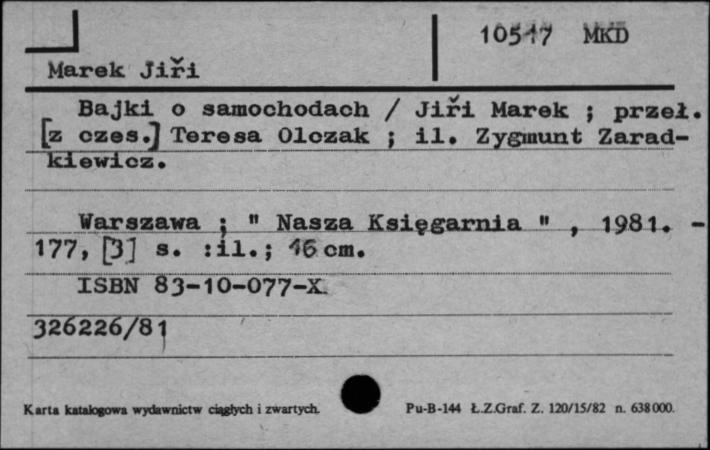 10517 MKD
Marek Jiři
Bajki o samochodach / Jiři Marek ; przeł.
[z czes.] Teresa Olczak ; il. Zygmunt Zarad-
kiewicz.
Warszawa ; " Nasza Księgarnia " , 1981. -
177, [3] s. :il.; 16 cm.
ISBN 83-10-077-X
326226/81
Karta katalogowa wydawnictw ciągłych i zwartych.
Pu-B-144 Ł.Z.Graf. Z. 120/15/82 n. 638000.